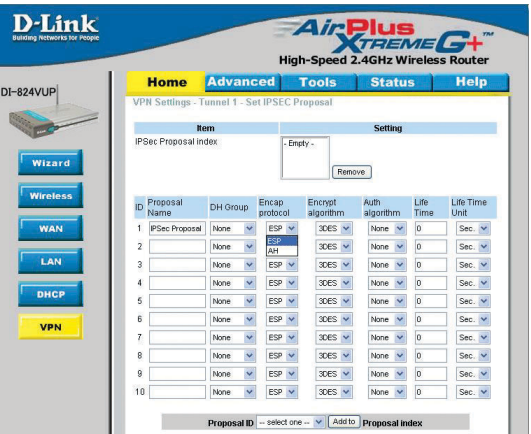 D-Link
Building Networks for People
AirPlus
XTREME G+™
High-Speed 2.4GHz Wireless Router
DI-824VUP
Home Advanced Tools Status Help
VPN Settings - Tunnel 1 - Set IPSEC Proposal
Item Setting
IPSec Proposal index - Empty -
Remove
ID Proposal Name DH Group Encap protocol Encrypt algorithm Auth algorithm Life Time Life Time Unit
1 IPSec Proposal None ESP 3DES None 0 Sec.
ESP
AH
2 None 3DES None 0 Sec.
3 None ESP 3DES None 0 Sec.
4 None ESP 3DES None 0 Sec.
5 None ESP 3DES None 0 Sec.
6 None ESP 3DES None 0 Sec.
7 None ESP 3DES None 0 Sec.
8 None ESP 3DES None 0 Sec.
9 None ESP 3DES None 0 Sec.
10 None ESP 3DES None 0 Sec.
Proposal ID -- select one -- Add to Proposal index
Wizard
Wireless
WAN
LAN
DHCP
VPN